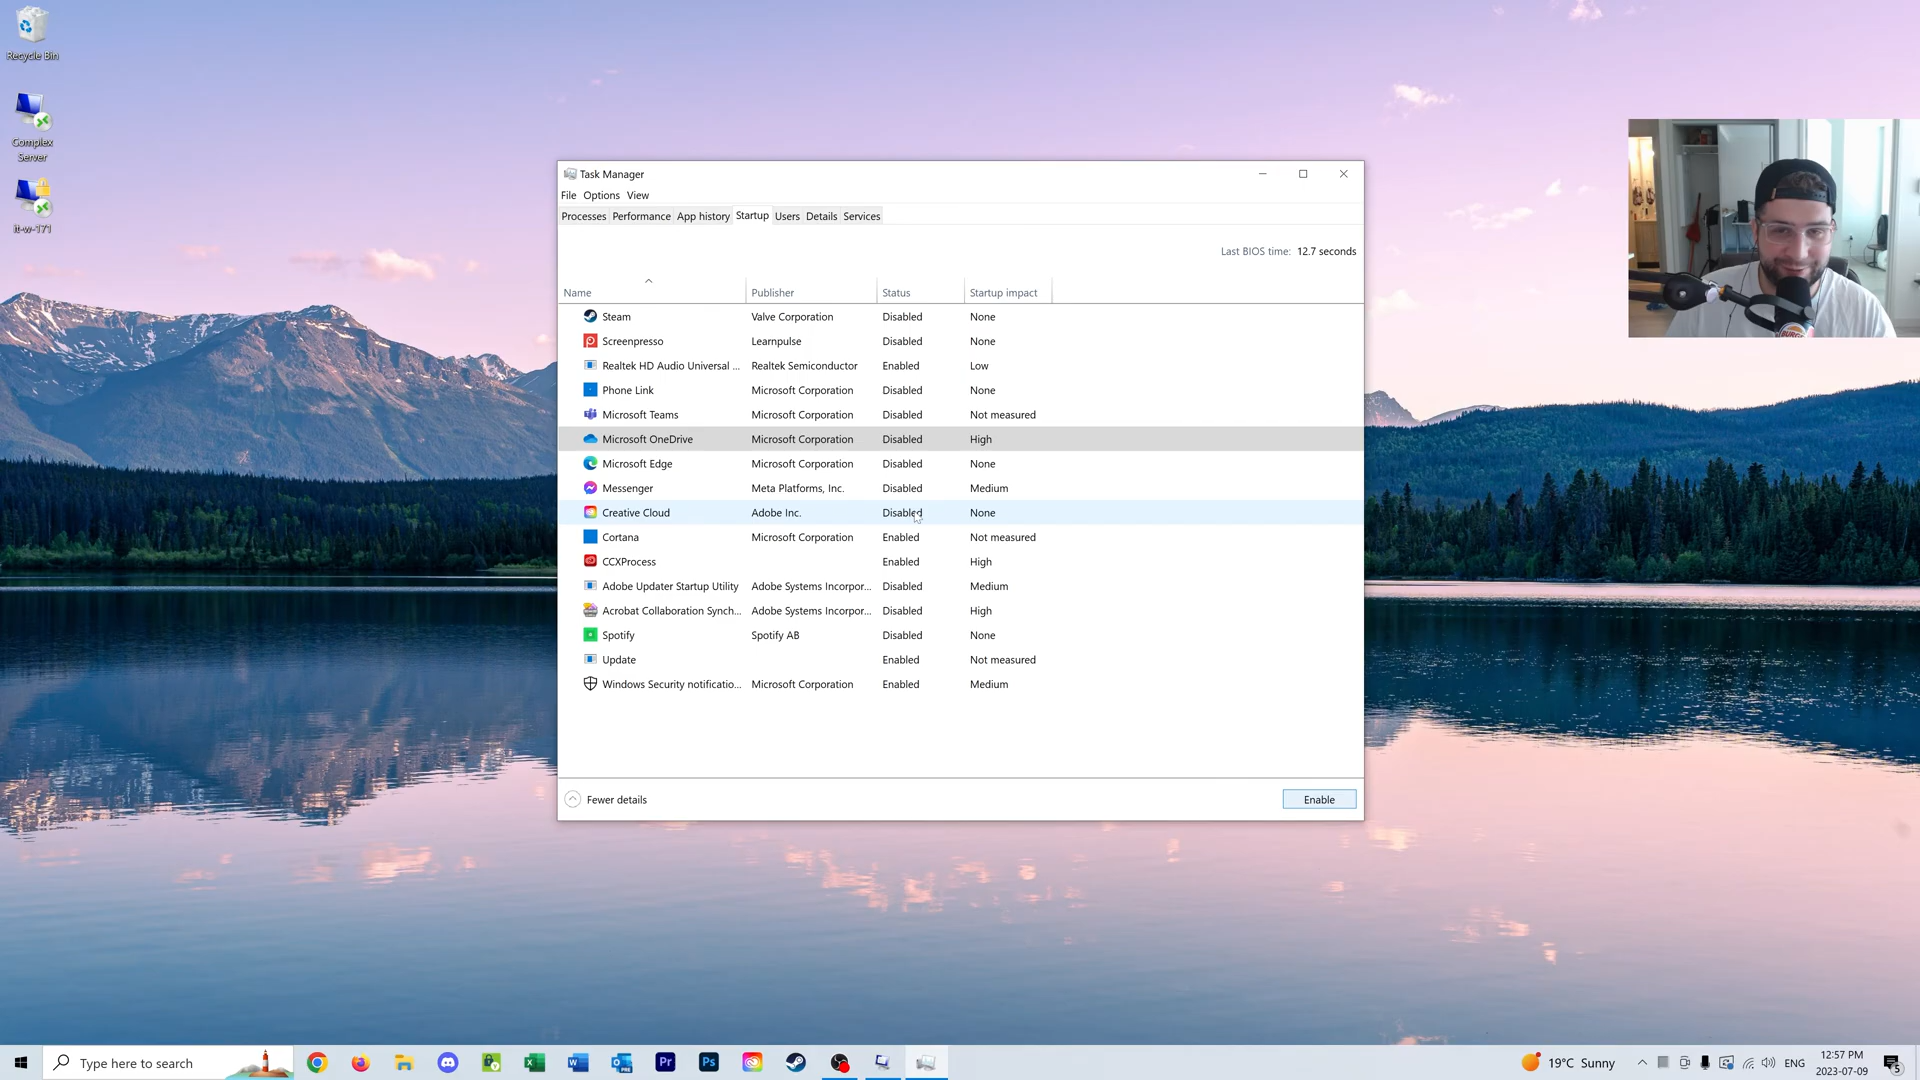 Recycle Bin
Complex
Server
it-w-171
Task Manager
File Options View
Processes Performance App history Startup Users Details Services
Last BIOS time: 12.7 seconds
Name Publisher Status Startup impact
Steam Valve Corporation Disabled None
Screenpresso Learnpulse Disabled None
Realtek HD Audio Universal ... Realtek Semiconductor Enabled Low
Phone Link Microsoft Corporation Disabled None
Microsoft Teams Microsoft Corporation Disabled Not measured
Microsoft OneDrive Microsoft Corporation Disabled High
Microsoft Edge Microsoft Corporation Disabled None
Messenger Meta Platforms, Inc. Disabled Medium
Creative Cloud Adobe Inc. Disabled None
Cortana Microsoft Corporation Enabled Not measured
CCXProcess Enabled High
Adobe Updater Startup Utility Adobe Systems Incorpor... Disabled Medium
Acrobat Collaboration Synch... Adobe Systems Incorpor... Disabled High
Spotify Spotify AB Disabled None
Update Enabled Not measured
Windows Security notificatio... Microsoft Corporation Enabled Medium
Fewer details
Enable
Type here to search
Pr
Ps
19°C Sunny
ENG
12:57 PM
2023-07-09
5